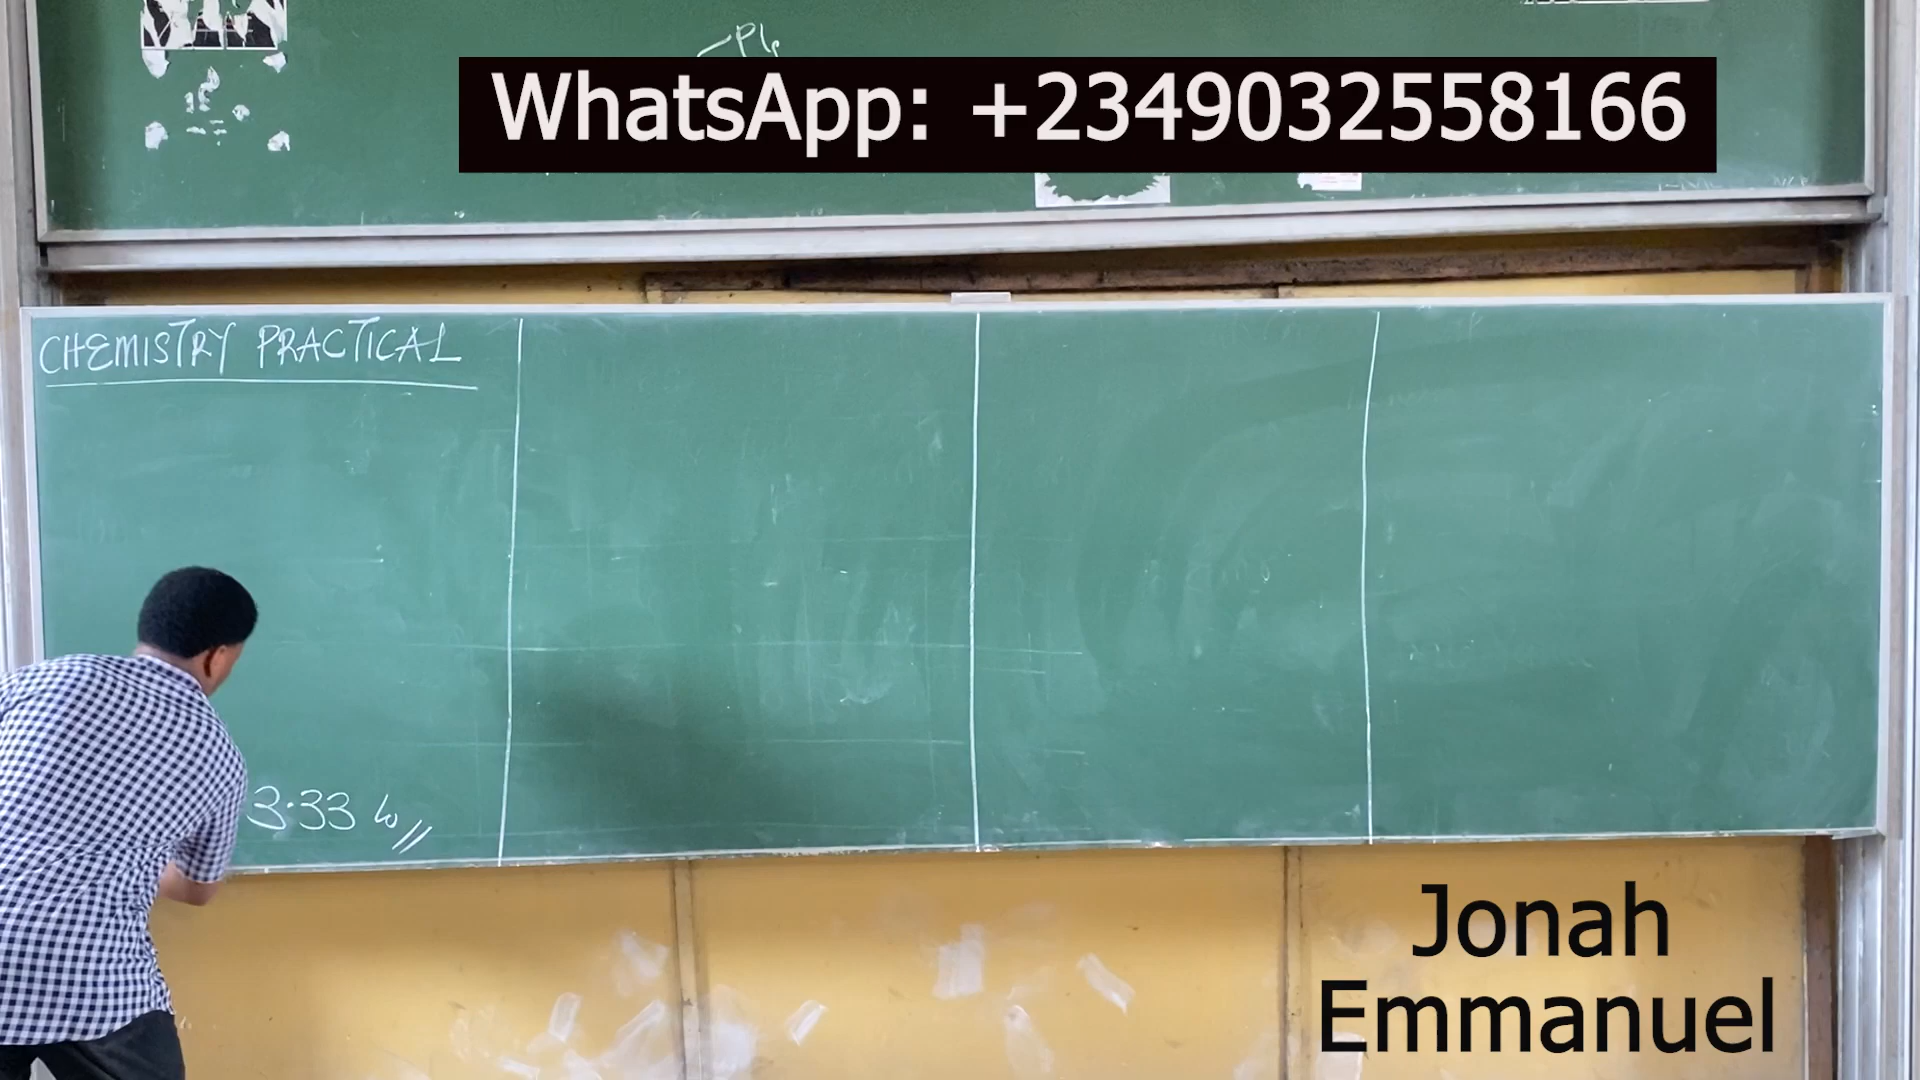 WhatsApp: +2349032558166
CHEMISTRY PRACTICAL
3.33
Jonah
Emmanuel